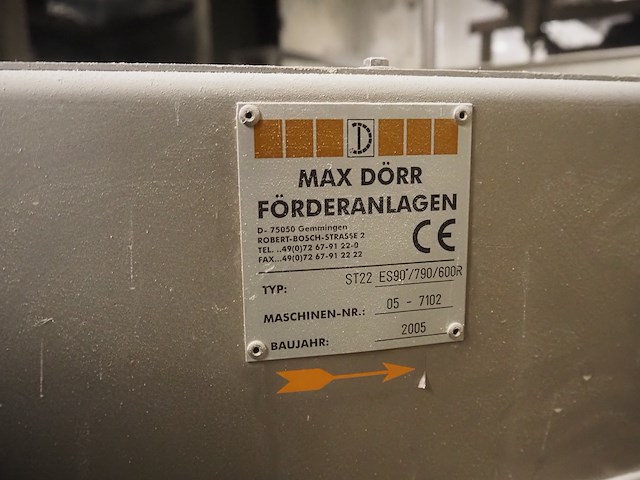 D
MAX DÖRR
FÖRDERANLAGEN
D- 75050 Gemmingen
ROBERT-BOSCH-STRASSE 2
TEL. ..49(0)72 67-91 22-0
FAX...49(0)72 67-91 22 22
CE
TYP: ST22 ES90°/790/600R
MASCHINEN-NR.: 05 - 7102
BAUJAHR: 2005